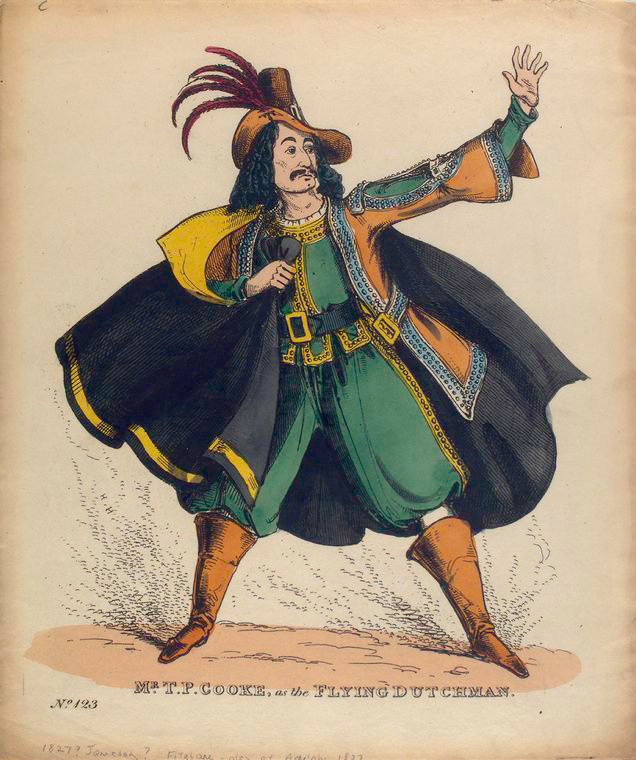 MR. T. P. COOKE, as the FLYING DUTCHMAN.
No. 123
1827? Jameson?